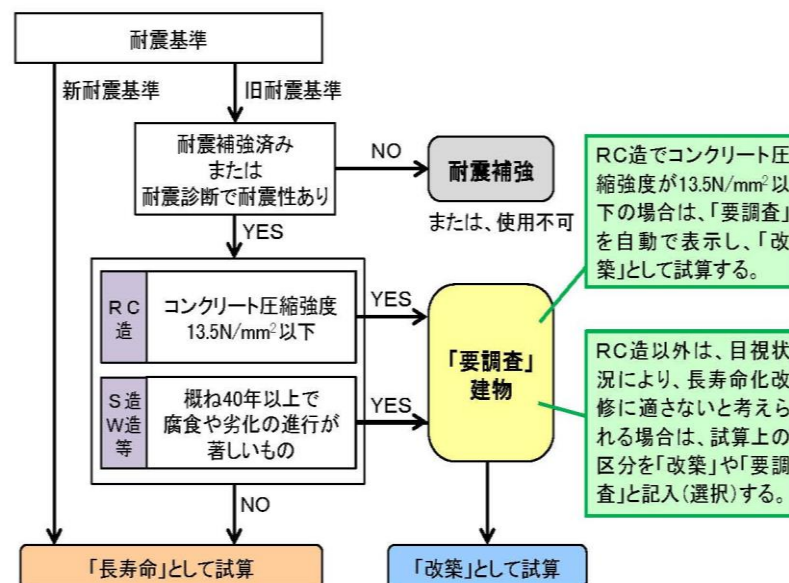 耐震基準
新耐震基準
旧耐震基準
耐震補強済み
または
耐震診断で耐震性あり
NO
耐震補強
または、使用不可
YES
RC
造
コンクリート圧縮強度
13.5N/mm²以下
YES
S造
W造
等
概ね40年以上で
腐食や劣化の進行が
著しいもの
YES
「要調査」
建物
NO
「長寿命」として試算
「改築」として試算
RC造でコンクリート圧
縮強度が13.5N/mm²以
下の場合は、「要調査」
を自動で表示し、「改
築」として試算する。
RC造以外は、目視状
況により、長寿命化改
修に適さないと考えら
れる場合は、試算上の
区分を「改築」や「要調
査」と記入(選択)する。